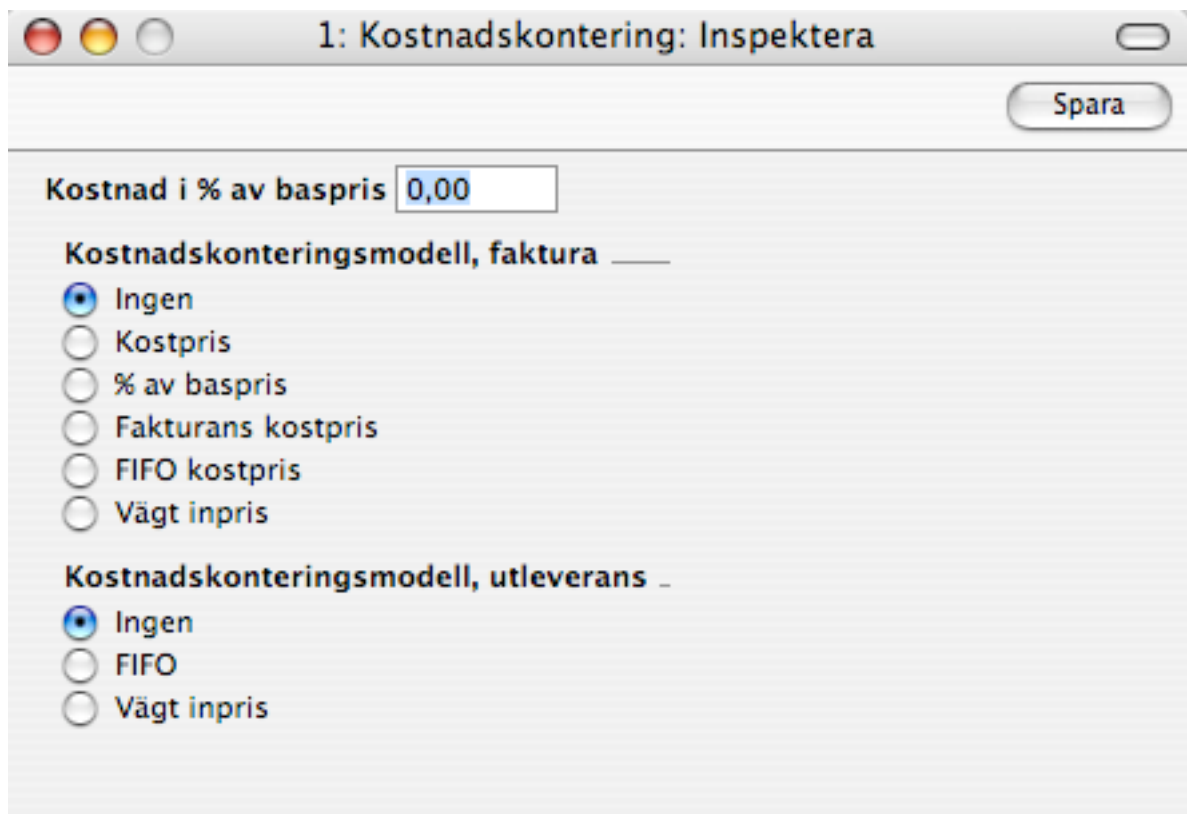 1: Kostnadskontering: Inspektera
Spara
Kostnad i % av baspris 0,00
Kostnadskonteringsmodell, faktura
Ingen
Kostpris
% av baspris
Fakturans kostpris
FIFO kostpris
Vägt inpris
Kostnadskonteringsmodell, utleverans
Ingen
FIFO
Vägt inpris